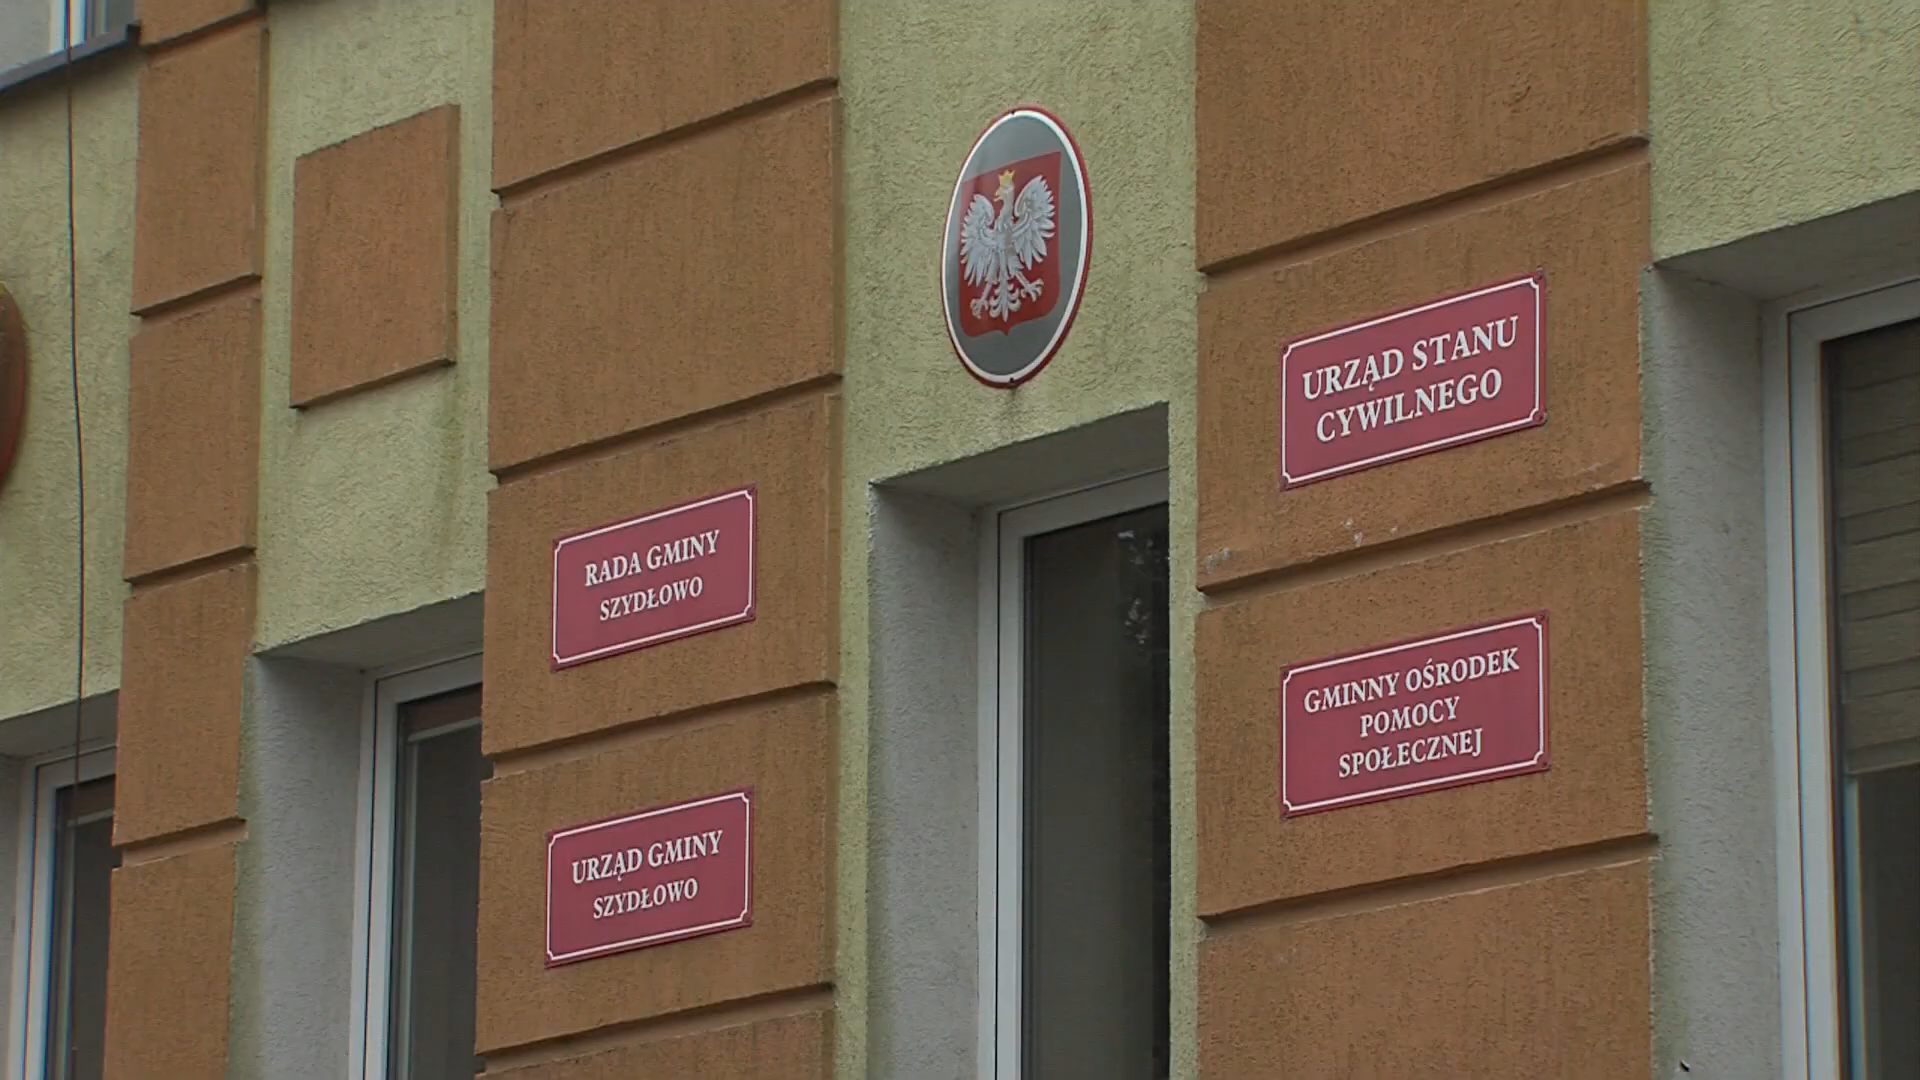 RADA GMINY
SZYDŁOWO
URZĄD GMINY
SZYDŁOWO
URZĄD STANU
CYWILNEGO
GMINNY OŚRODEK
POMOCY
SPOŁECZNEJ